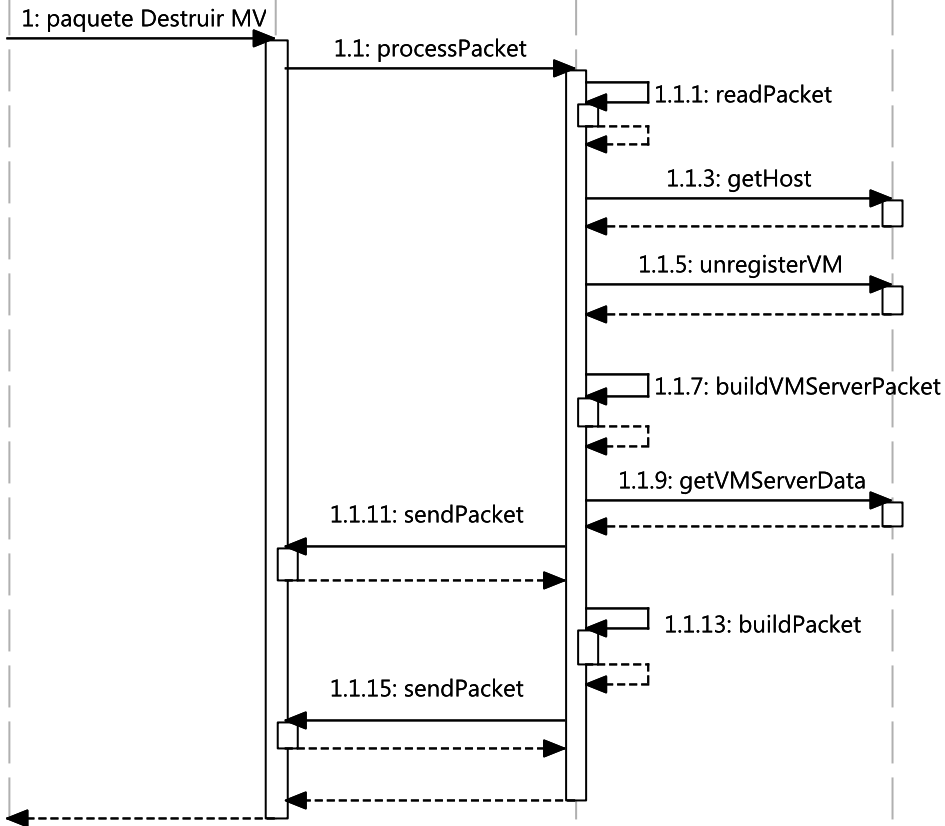 1: paquete Destruir MV
1.1: processPacket
1.1.1: readPacket
1.1.3: getHost
1.1.5: unregisterVM
1.1.7: buildVMServerPacket
1.1.9: getVMServerData
1.1.11: sendPacket
1.1.13: buildPacket
1.1.15: sendPacket